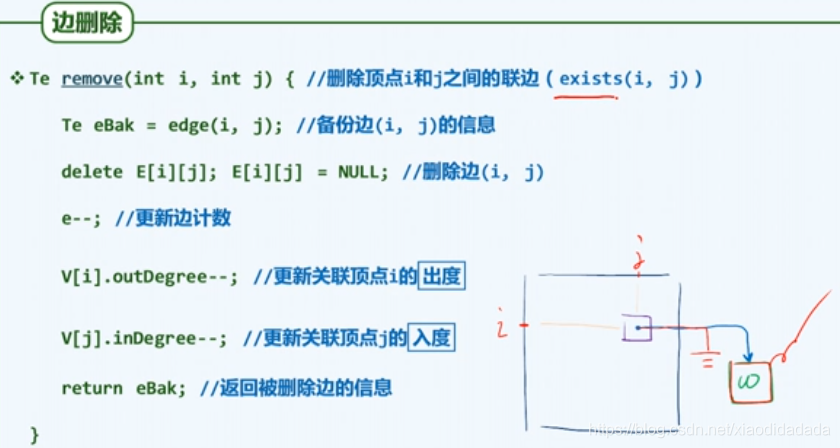 边删除
❖ Te remove(int i, int j) { //删除顶点i和j之间的联边(exists(i, j))
Te eBak = edge(i, j); //备份边(i, j)的信息
delete E[i][j]; E[i][j] = NULL; //删除边(i, j)
e--; //更新边计数
V[i].outDegree--; //更新关联顶点i的出度
V[j].inDegree--; //更新关联顶点j的入度
return eBak; //返回被删除边的信息
}
j
i
ω
https://blog.csdn.net/xiaodidadada